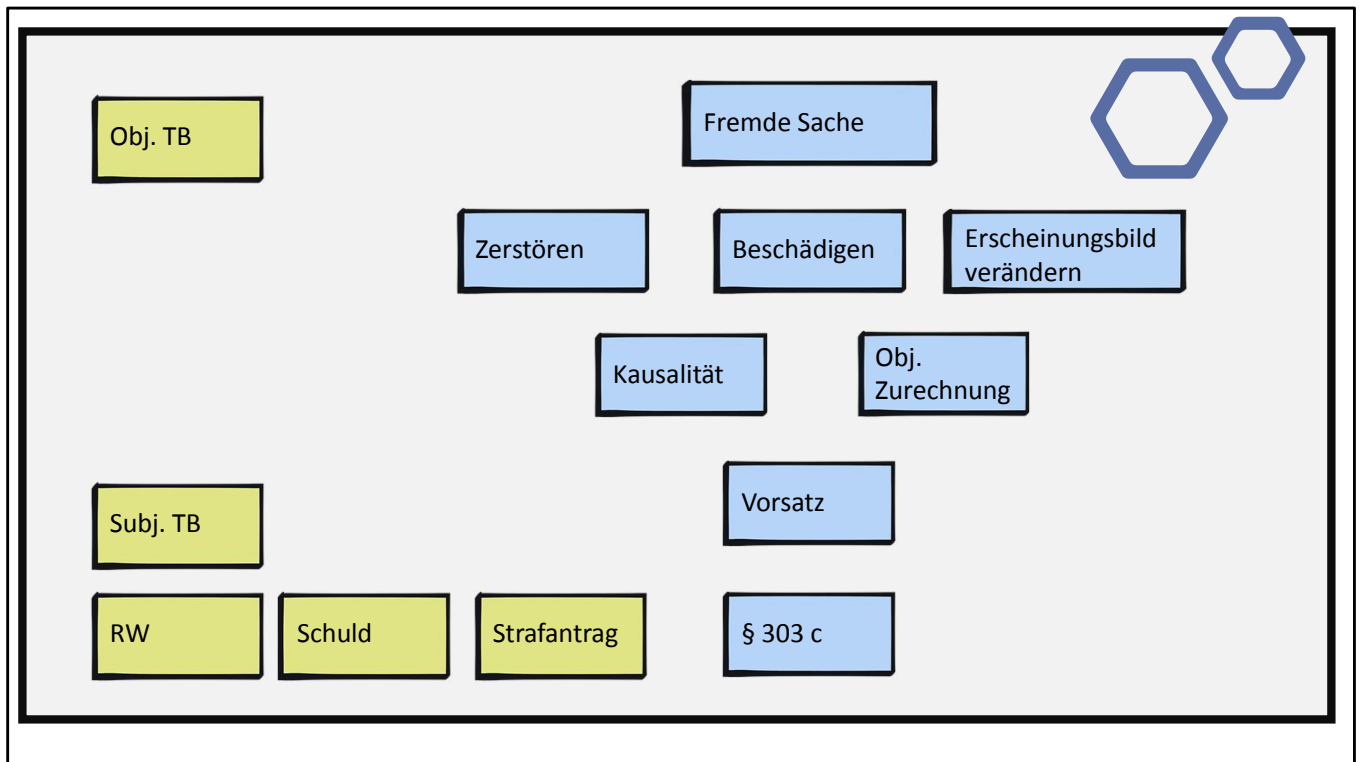 Obj. TB
Fremde Sache
Zerstören
Beschädigen
Erscheinungsbild
verändern
Kausalität
Obj.
Zurechnung
Subj. TB
Vorsatz
RW
Schuld
Strafantrag
§ 303 c